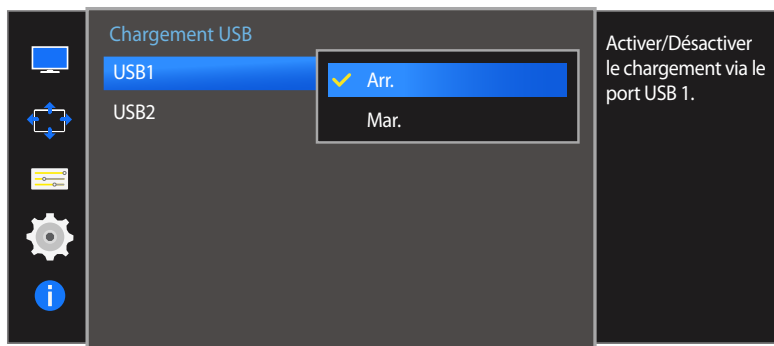 Chargement USB
USB1
Arr.
USB2
Mar.
Activer/Désactiver
le chargement via le
port USB 1.